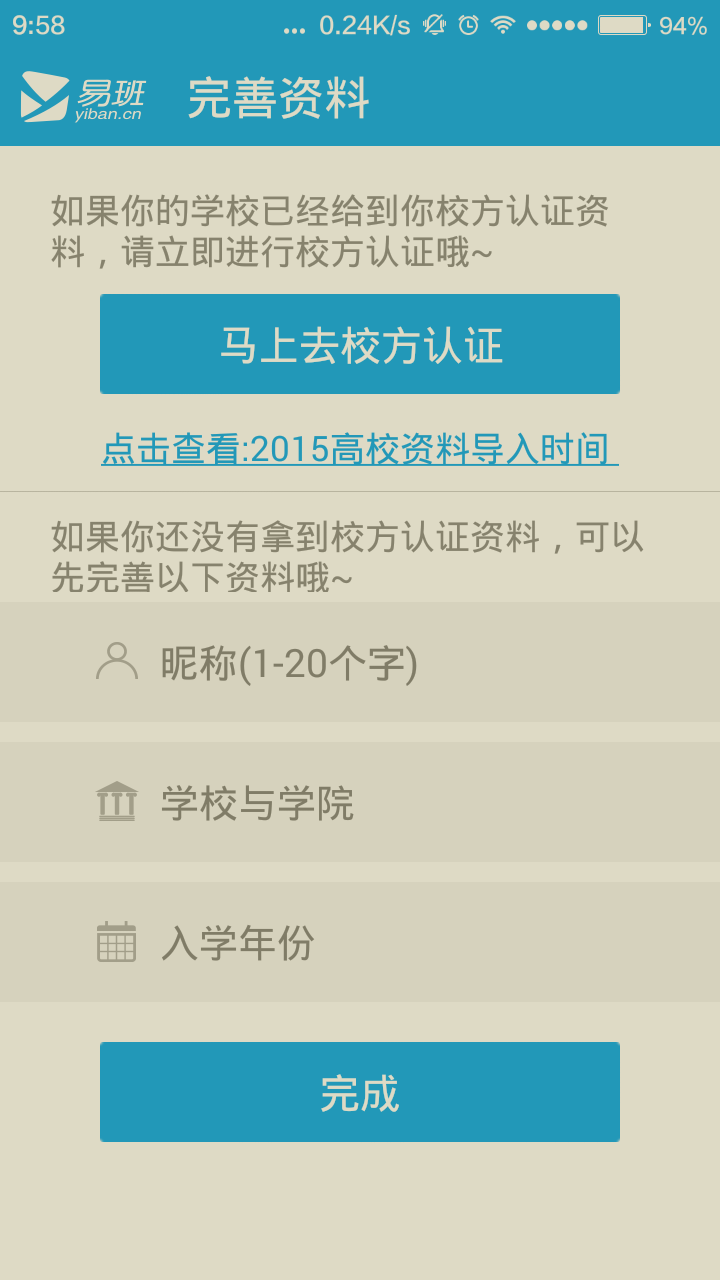 9:58 ... 0.24K/s 94%
易班
yiban.cn
完善资料
如果你的学校已经给到你校方认证资
料，请立即进行校方认证哦~
马上去校方认证
点击查看:2015高校资料导入时间
如果你还没有拿到校方认证资料，可以
先完善以下资料哦~
昵称(1-20个字)
学校与学院
入学年份
完成